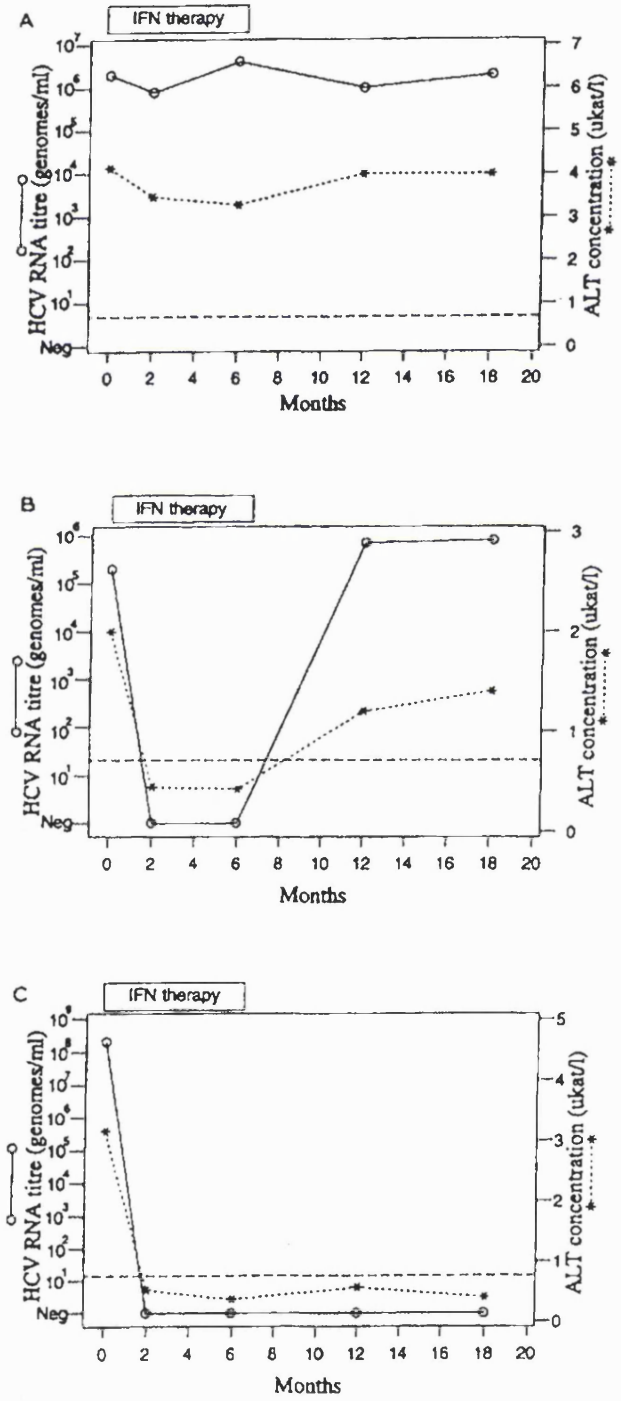 A
IFN therapy
10⁷
10⁶
10⁵
10⁴
10³
10²
10¹
Neg
HCV RNA titre (genomes/ml)
7
6
5
4
3
2
1
0
ALT concentration (ukat/l)
0 2 4 6 8 10 12 14 16 18 20
Months
B
IFN therapy
10⁶
10⁵
10⁴
10³
10²
10¹
Neg
HCV RNA titre (genomes/ml)
3
2
1
0
ALT concentration (ukat/l)
0 2 4 6 8 10 12 14 16 18 20
Months
C
IFN therapy
10⁹
10⁸
10⁷
10⁶
10⁵
10⁴
10³
10²
10¹
Neg
HCV RNA titre (genomes/ml)
5
4
3
2
1
0
ALT concentration (ukat/l)
0 2 4 6 8 10 12 14 16 18 20
Months